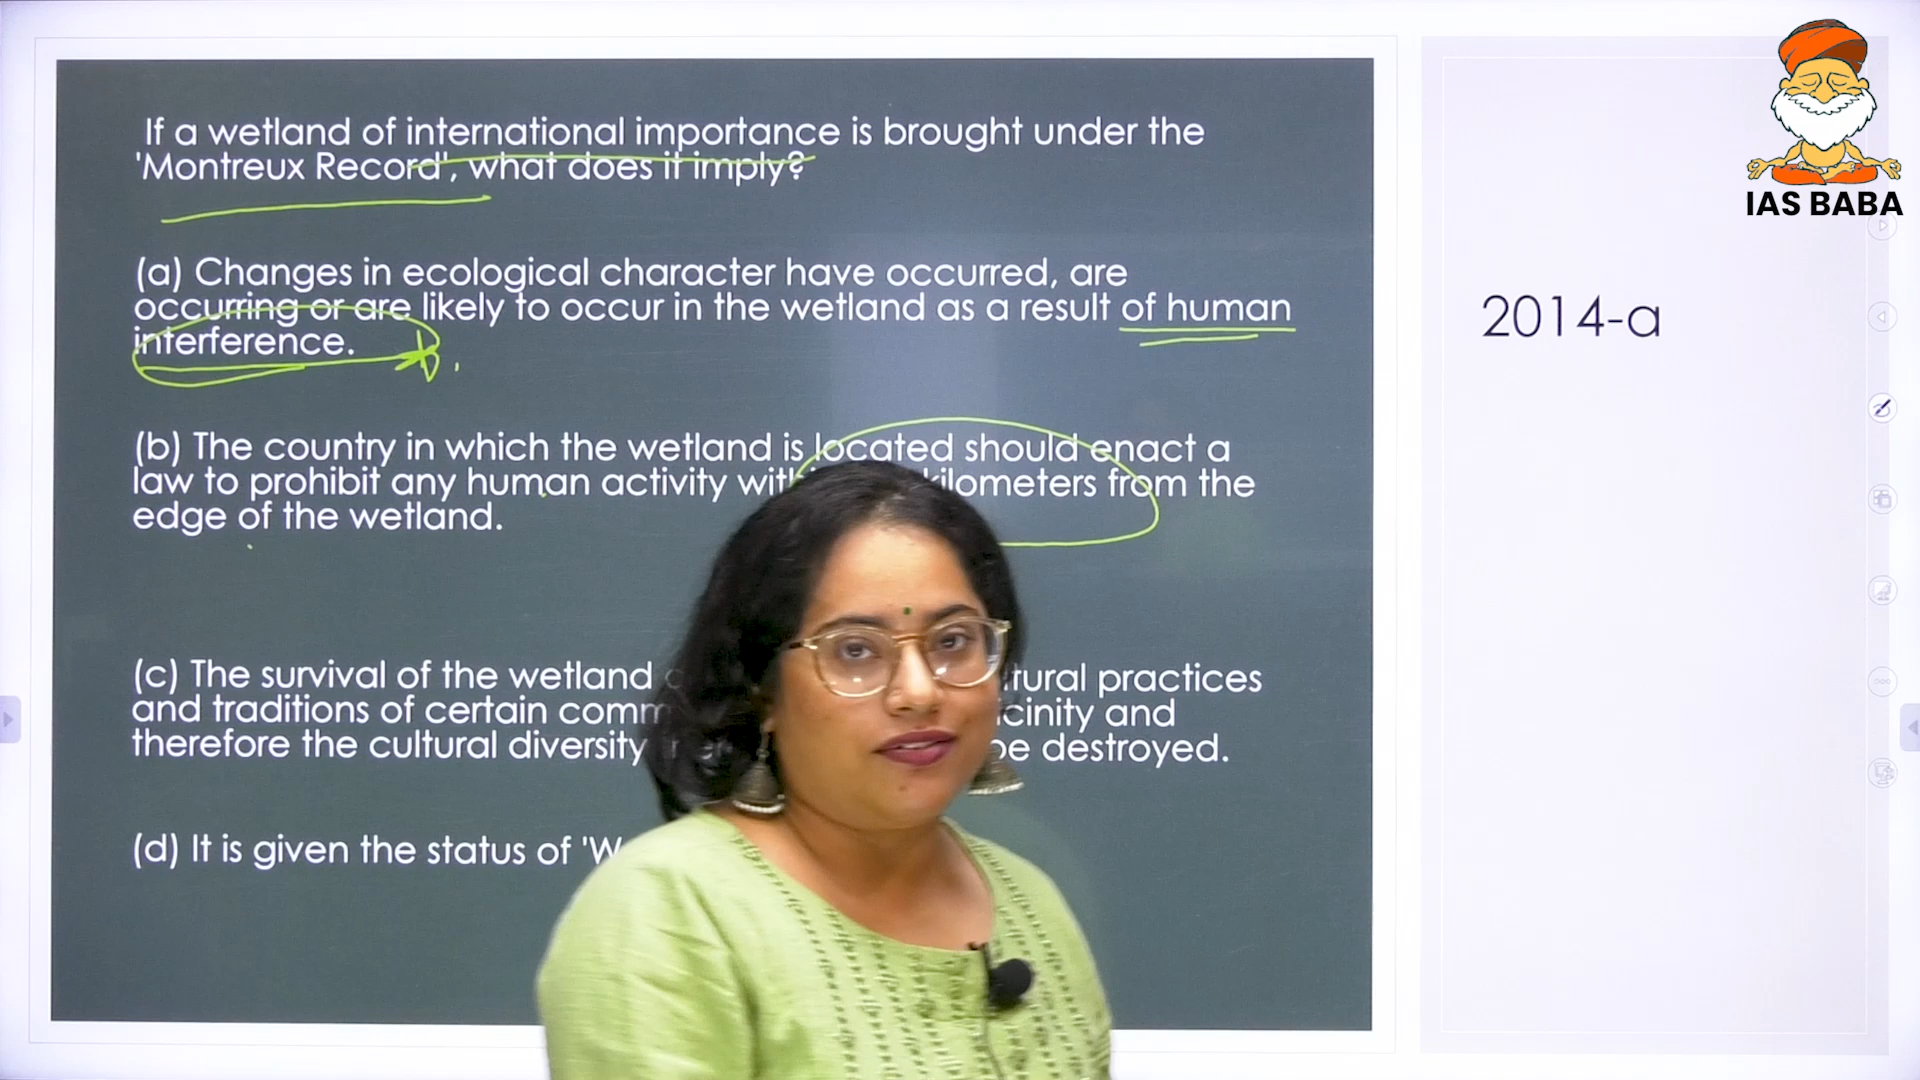 If a wetland of international importance is brought under the
'Montreux Record', what does it imply?
(a) Changes in ecological character have occurred, are
occurring or are likely to occur in the wetland as a result of human
interference.
(b) The country in which the wetland is located should enact a
law to prohibit any human activity kilometers from the
edge of the wetland.
(c) The survival of the wetland practices
and traditions of certain and
therefore the cultural diversity be destroyed.
(d) It is given the status of
2014-a
IAS BABA